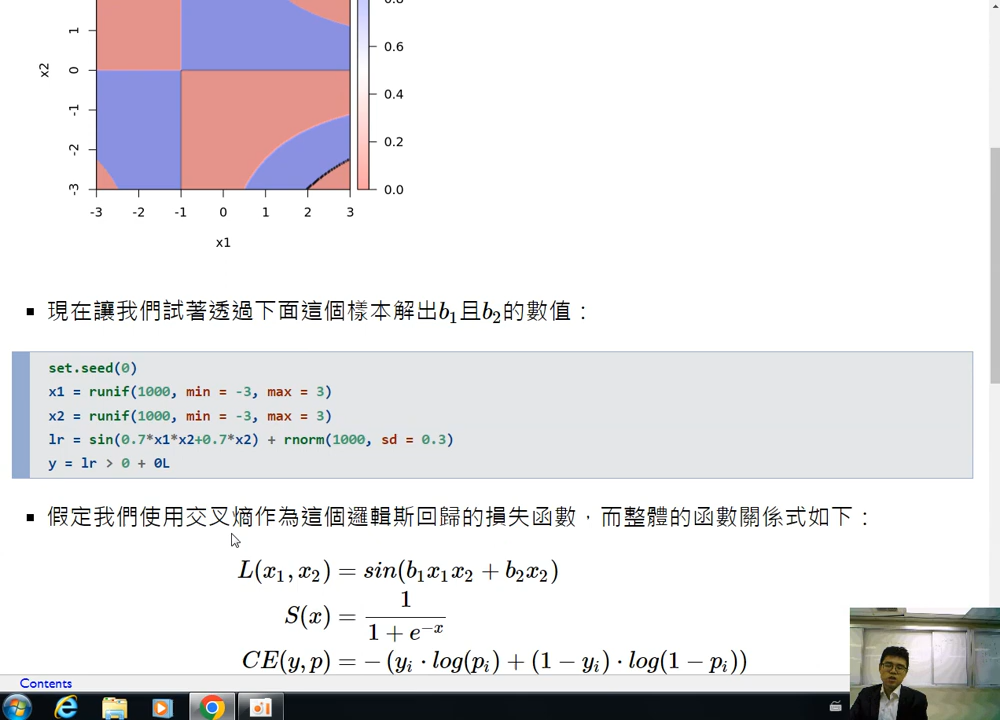 0.8
1
0.6
x2
0
0.4
-1
0.2
-2
-3
0.0
-3 -2 -1 0 1 2 3
x1
現在讓我們試著透過下面這個樣本解出b₁且b₂的數值：
set.seed(0)
x1 = runif(1000, min = -3, max = 3)
x2 = runif(1000, min = -3, max = 3)
lr = sin(0.7*x1*x2+0.7*x2) + rnorm(1000, sd = 0.3)
y = lr > 0 + 0L
假定我們使用交叉熵作為這個邏輯斯回歸的損失函數，而整體的函數關係式如下：
L(x₁, x₂) = sin(b₁x₁x₂ + b₂x₂)
S(x) = 1 / (1 + e⁻ˣ)
CE(y, p) = −(yᵢ · log(pᵢ) + (1 − yᵢ) · log(1 − pᵢ))
Contents